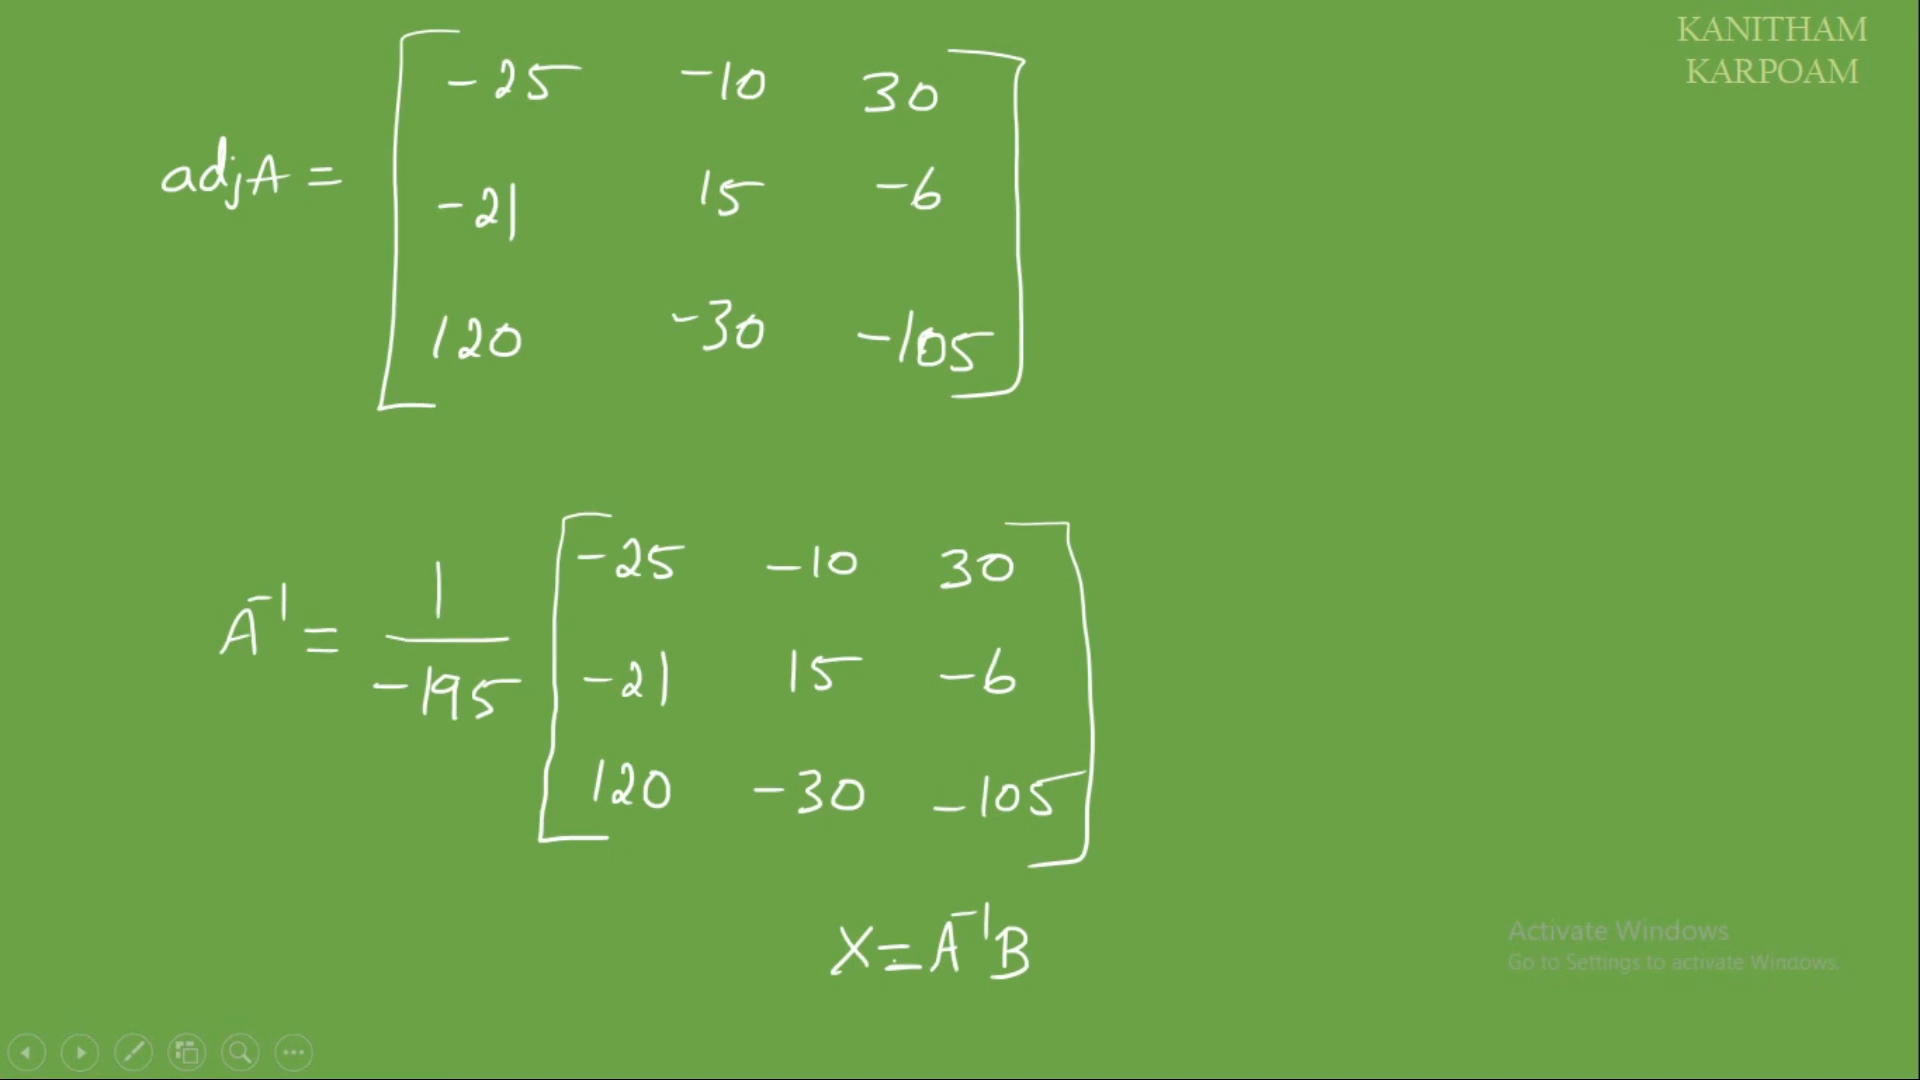 KANITHAM
KARPOAM
adjA = [ -25 -10 30
-21 15 -6
120 -30 -105 ]
A⁻¹ = 1/-195 [ -25 -10 30
-21 15 -6
120 -30 -105 ]
X = A⁻¹B
Activate Windows
Go to Settings to activate Windows.